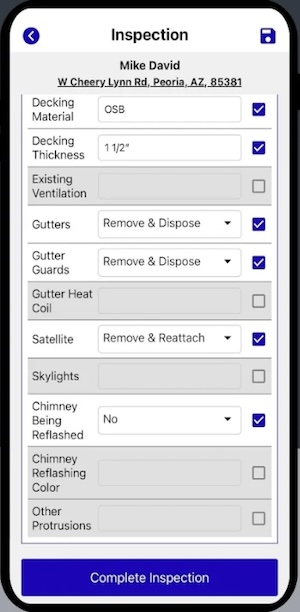 Inspection
Mike David
W Cheery Lynn Rd, Peoria, AZ, 85381
Decking
Material
OSB
Decking
Thickness
1 1/2"
Existing
Ventilation
Gutters
Remove & Dispose
Gutter
Guards
Remove & Dispose
Gutter Heat
Coil
Satellite
Remove & Reattach
Skylights
Chimney
Being
Reflashed
No
Chimney
Reflashing
Color
Other
Protrusions
Complete Inspection